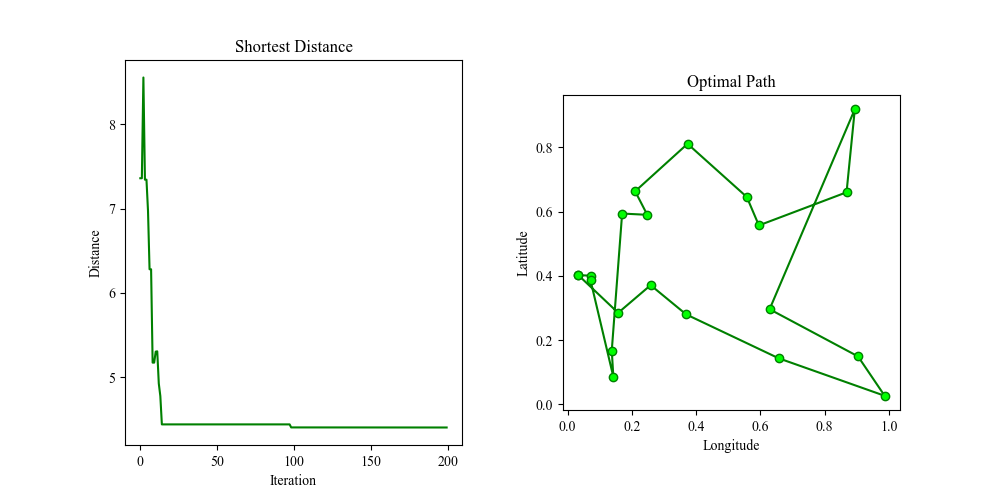 Shortest Distance
8
7
6
5
Distance
0 50 100 150 200
Iteration
Optimal Path
0.8
0.6
0.4
0.2
0.0
Latitude
0.0 0.2 0.4 0.6 0.8 1.0
Longitude